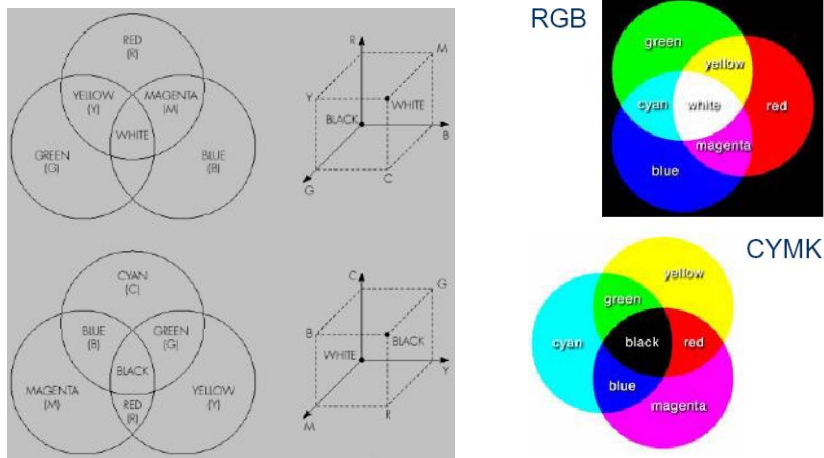 RED
(R)
YELLOW
(Y)
MAGENTA
(M)
WHITE
GREEN
(G)
BLUE
(B)
R
M
Y
WHITE
BLACK
B
G
C
RGB
green
yellow
cyan
white
red
magenta
blue
CYAN
(C)
BLUE
(B)
GREEN
(G)
BLACK
MAGENTA
(M)
RED
(R)
YELLOW
(Y)
C
G
B
BLACK
WHITE
Y
M
R
CYMK
yellow
green
cyan
black
red
blue
magenta